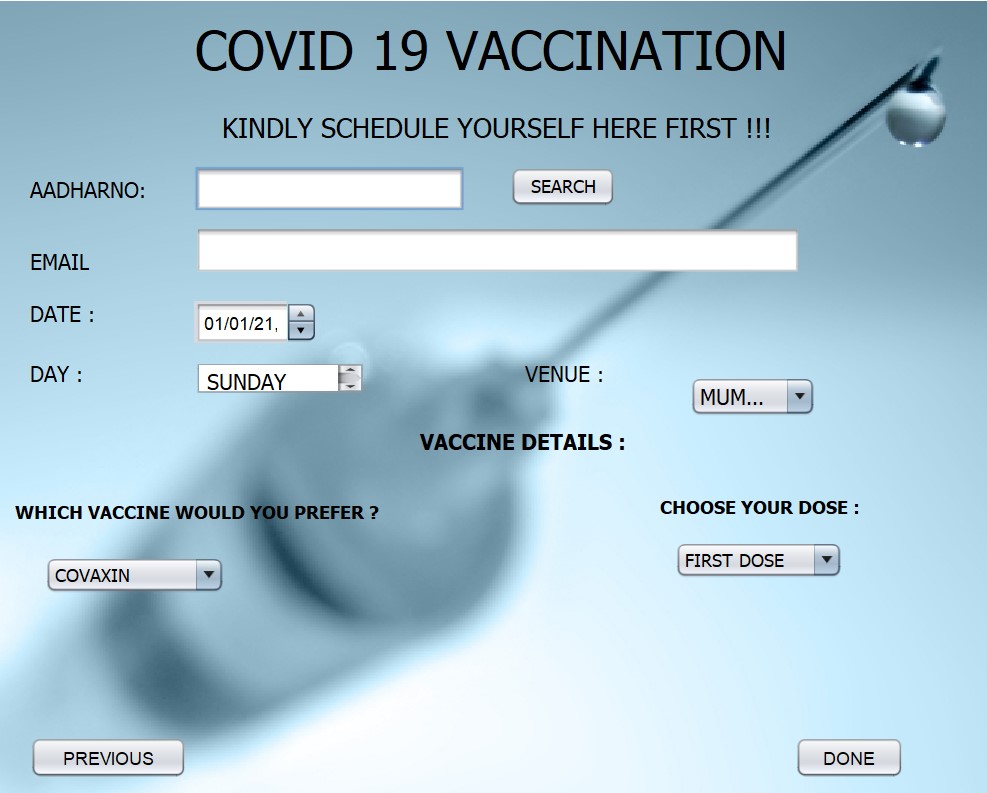 COVID 19 VACCINATION
KINDLY SCHEDULE YOURSELF HERE FIRST !!!
AADHARNO:
SEARCH
EMAIL
DATE :
01/01/21,
DAY :
SUNDAY
VENUE :
MUM...
VACCINE DETAILS :
WHICH VACCINE WOULD YOU PREFER ?
CHOOSE YOUR DOSE :
COVAXIN
FIRST DOSE
PREVIOUS
DONE